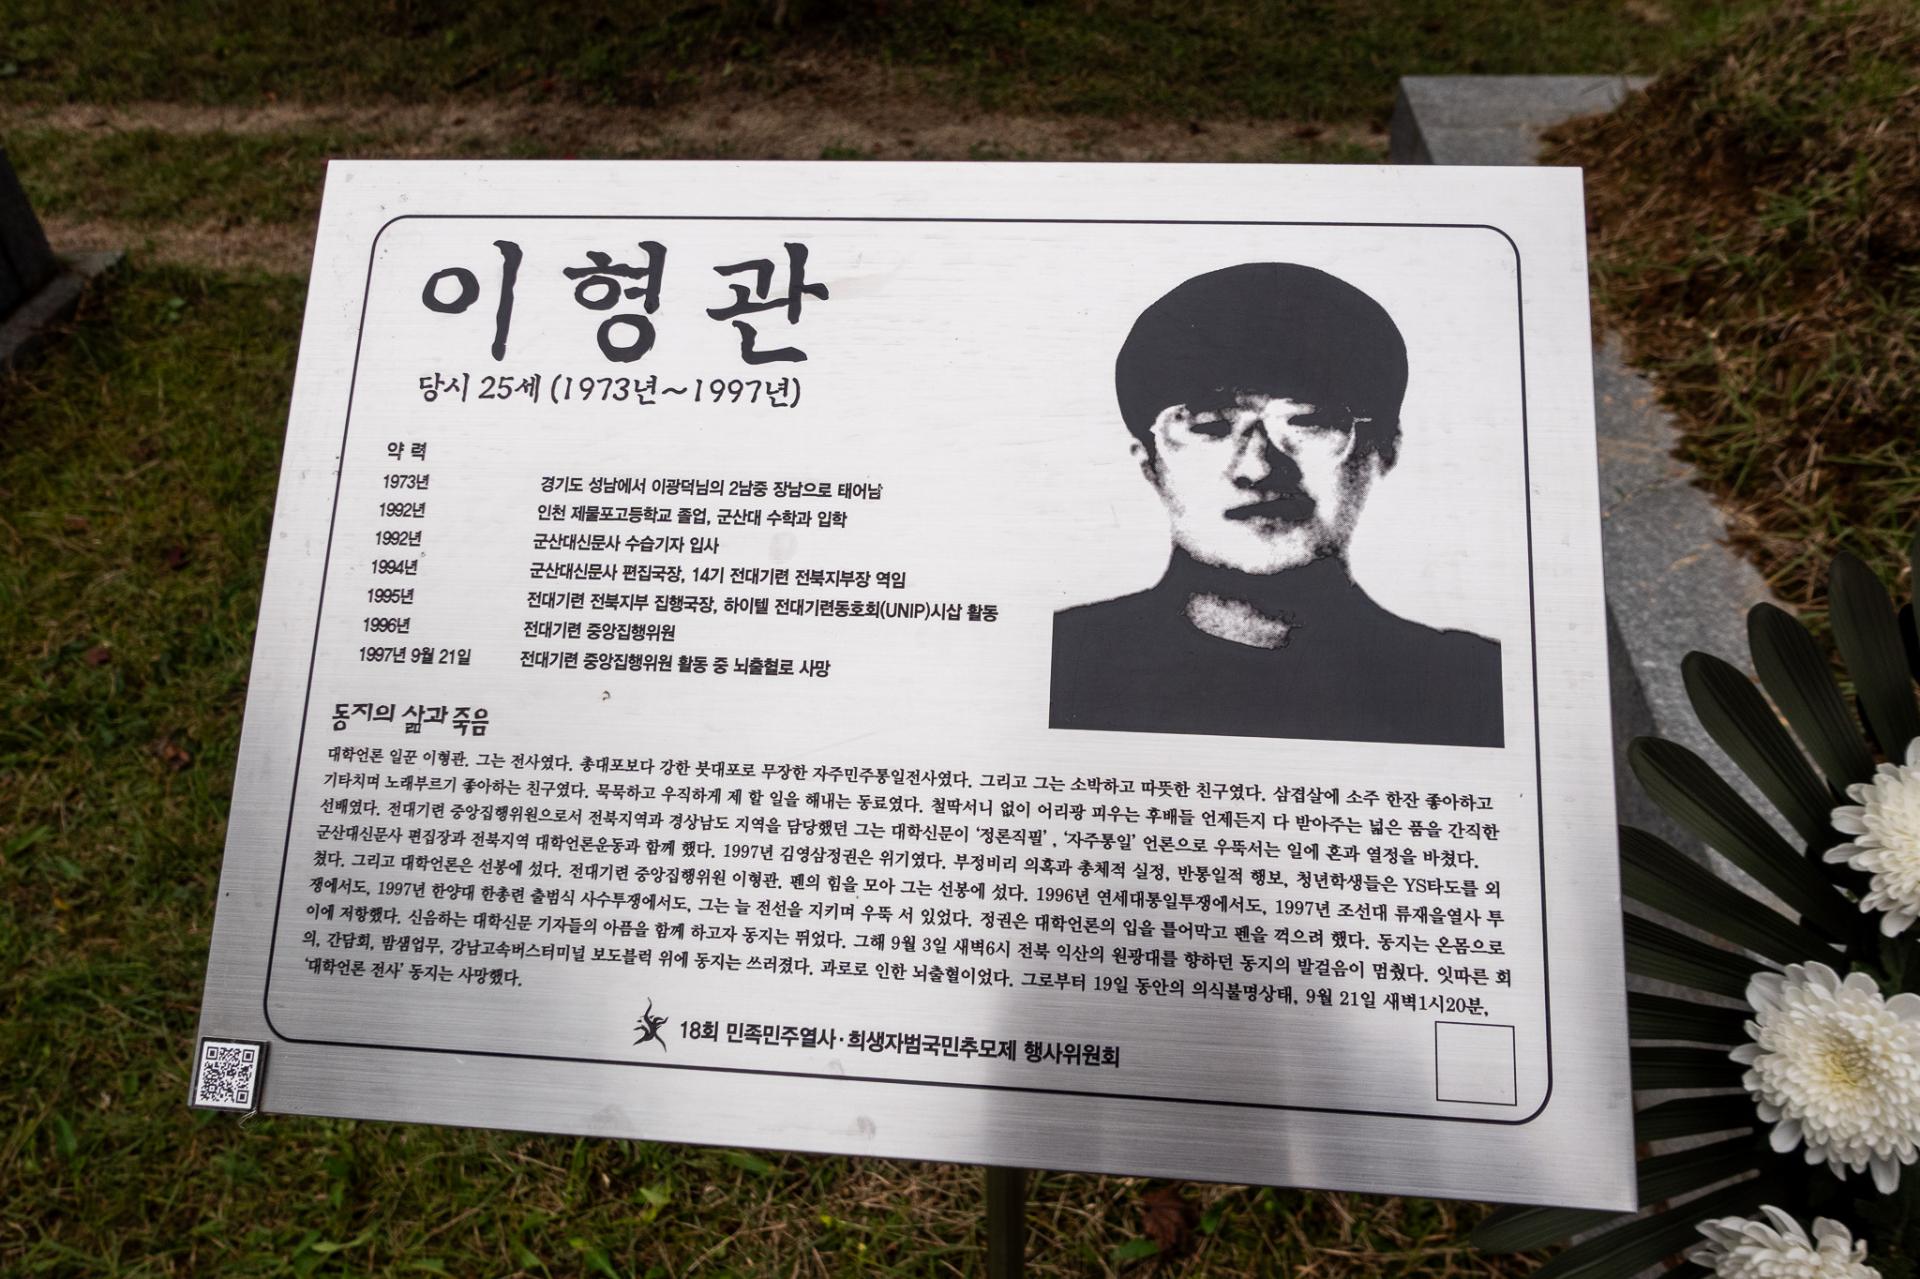 이형관
당시 25세 (1973년~1997년)
약 력
1973년 경기도 성남에서 이광덕님의 2남중 장남으로 태어남
1992년 인천 제물포고등학교 졸업, 군산대 수학과 입학
1992년 군산대신문사 수습기자 입사
1994년 군산대신문사 편집국장, 14기 전대기련 전북지부장 역임
1995년 전대기련 전북지부 집행국장, 하이텔 전대기련동호회(UNIP)시삽 활동
1996년 전대기련 중앙집행위원
1997년 9월 21일 전대기련 중앙집행위원 활동 중 뇌출혈로 사망
동지의 삶과 죽음
대학언론 일꾼 이형관. 그는 전사였다. 총대포보다 강한 붓대포로 무장한 자주민주통일전사였다. 그리고 그는 소박하고 따뜻한 친구였다. 삼겹살에 소주 한잔 좋아하고
기타치며 노래부르기 좋아하는 친구였다. 묵묵하고 우직하게 제 할 일을 해내는 동료였다. 철딱서니 없이 어리광 피우는 후배들 언제든지 다 받아주는 넓은 품을 간직한
선배였다. 전대기련 중앙집행위원으로서 전북지역과 경상남도 지역을 담당했던 그는 대학신문이 '정론직필', '자주통일' 언론으로 우뚝서는 일에 혼과 열정을 바쳤다.
군산대신문사 편집장과 전북지역 대학언론운동과 함께 했다. 1997년 김영삼정권은 위기였다. 부정비리 의혹과 총체적 실정, 반통일적 행보, 청년학생들은 YS타도를 외
쳤다. 그리고 대학언론은 선봉에 섰다. 전대기련 중앙집행위원 이형관. 펜의 힘을 모아 그는 선봉에 섰다. 1996년 연세대통일투쟁에서도, 1997년 조선대 류재을열사 투
쟁에서도, 1997년 한양대 한총련 출범식 사수투쟁에서도, 그는 늘 전선을 지키며 우뚝 서 있었다. 정권은 대학언론의 입을 틀어막고 펜을 꺽으려 했다. 동지는 온몸으로
이에 저항했다. 신음하는 대학신문 기자들의 아픔을 함께 하고자 동지는 뛰었다. 그해 9월 3일 새벽6시 전북 익산의 원광대를 향하던 동지의 발걸음이 멈췄다. 잇따른 회
의, 간담회, 밤샘업무, 강남고속버스터미널 보도블럭 위에 동지는 쓰러졌다. 과로로 인한 뇌출혈이었다. 그로부터 19일 동안의 의식불명상태, 9월 21일 새벽1시20분,
'대학언론 전사' 동지는 사망했다.
18회 민족민주열사·희생자범국민추모제 행사위원회